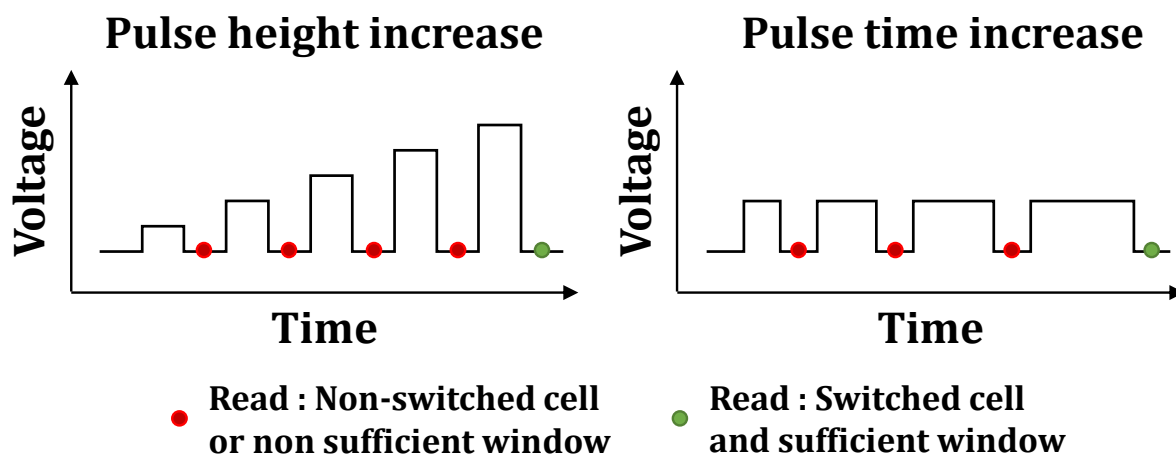 Pulse height increase
Voltage
Time
Pulse time increase
Voltage
Time
Read : Non-switched cell
or non sufficient window
Read : Switched cell
and sufficient window